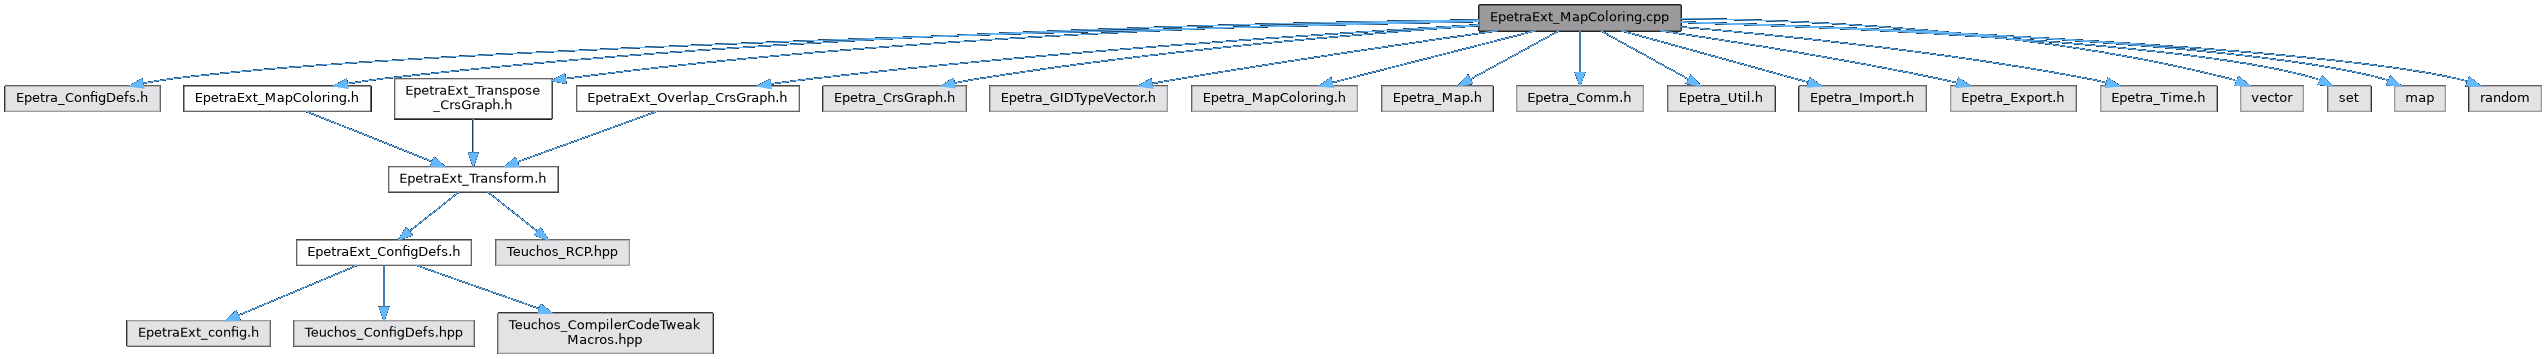 EpetraExt_MapColoring.cpp
Epetra_ConfigDefs.h
EpetraExt_MapColoring.h
EpetraExt_Transpose
_CrsGraph.h
EpetraExt_Overlap_CrsGraph.h
Epetra_CrsGraph.h
Epetra_GIDTypeVector.h
Epetra_MapColoring.h
Epetra_Map.h
Epetra_Comm.h
Epetra_Util.h
Epetra_Import.h
Epetra_Export.h
Epetra_Time.h
vector
set
map
random
EpetraExt_Transform.h
EpetraExt_ConfigDefs.h
Teuchos_RCP.hpp
EpetraExt_config.h
Teuchos_ConfigDefs.hpp
Teuchos_CompilerCodeTweak
Macros.hpp